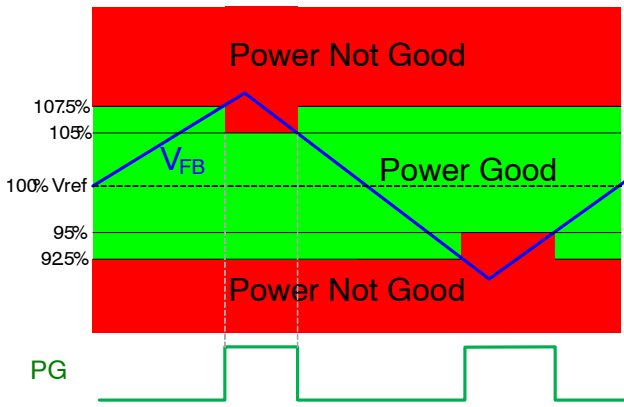 Power Not Good
107.5%
105%
VFB
Power Good
100% Vref
95%
92.5%
Power Not Good
PG